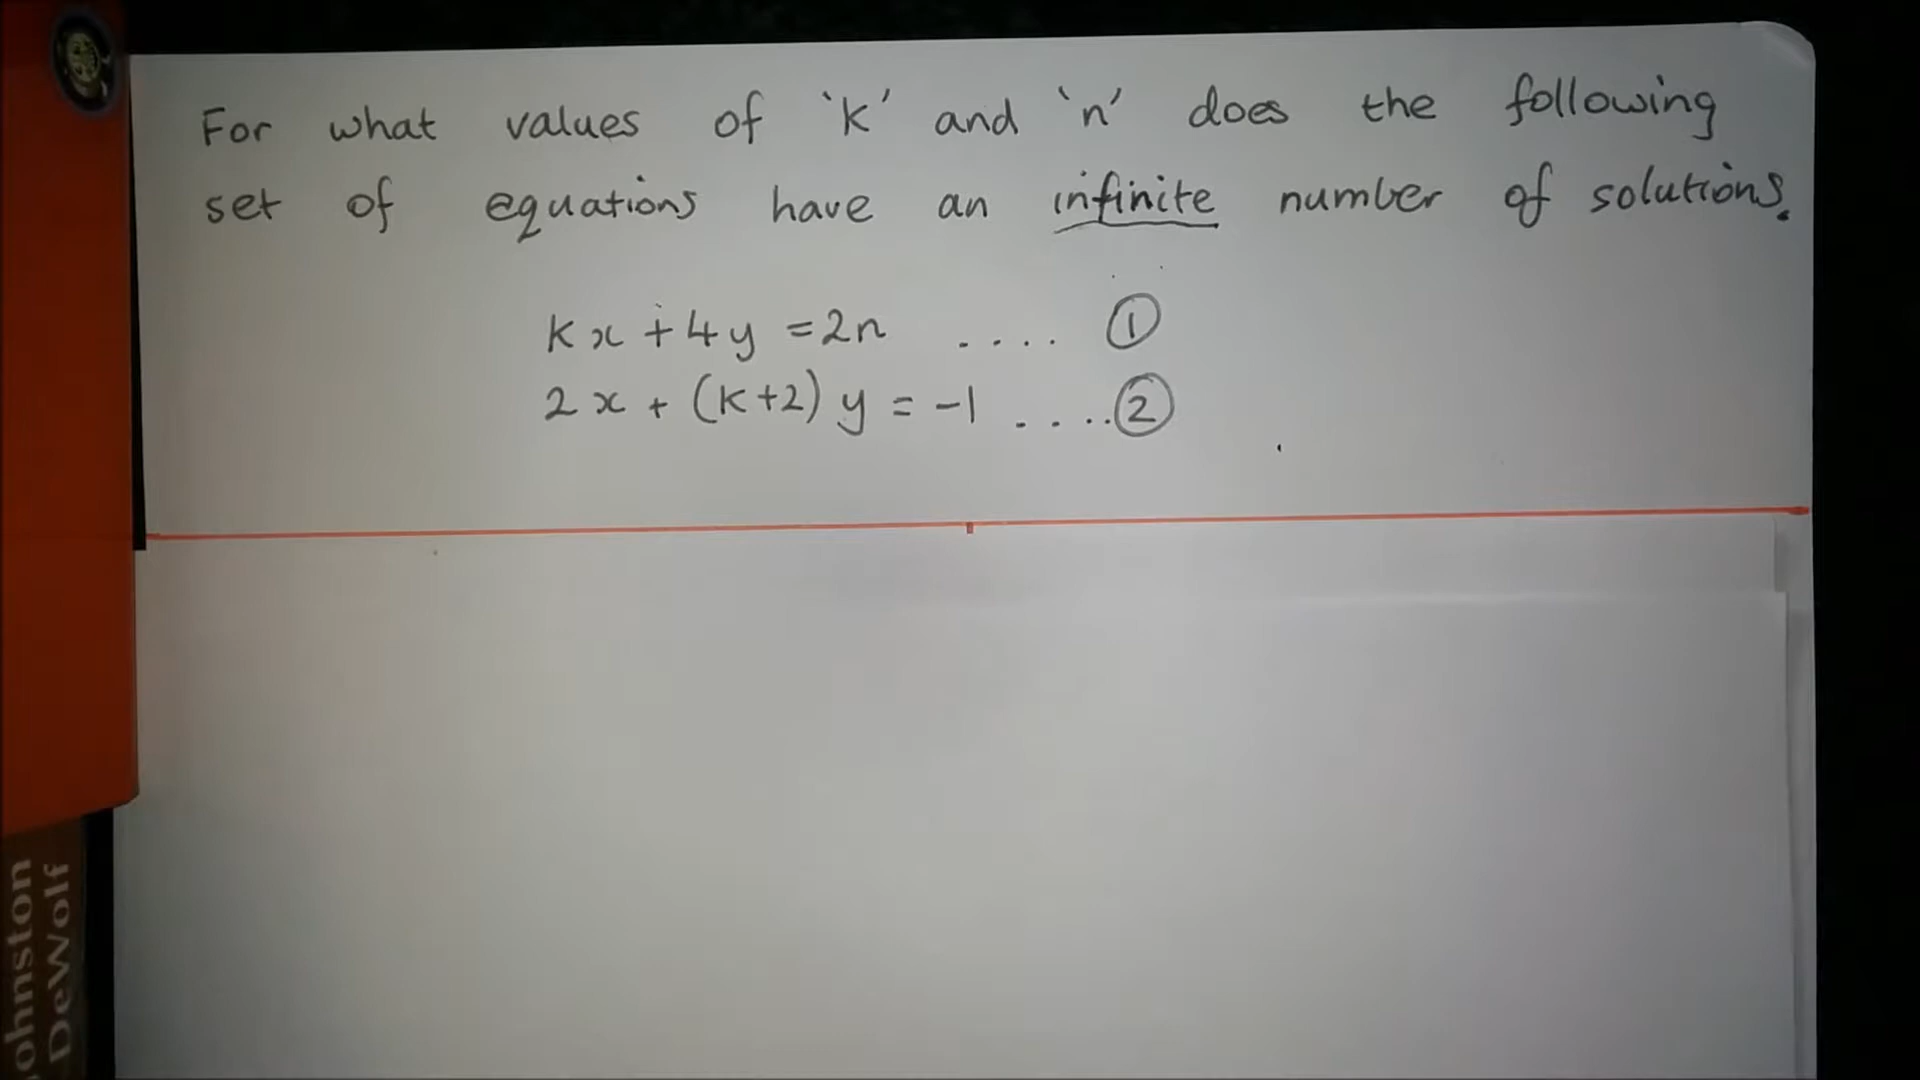 For what values of 'k' and 'n' does the following
set of equations have an infinite number of solutions.
kx + 4y = 2n .... ①
2x + (k+2) y = -1 .... ②
ohnston
DeWolf